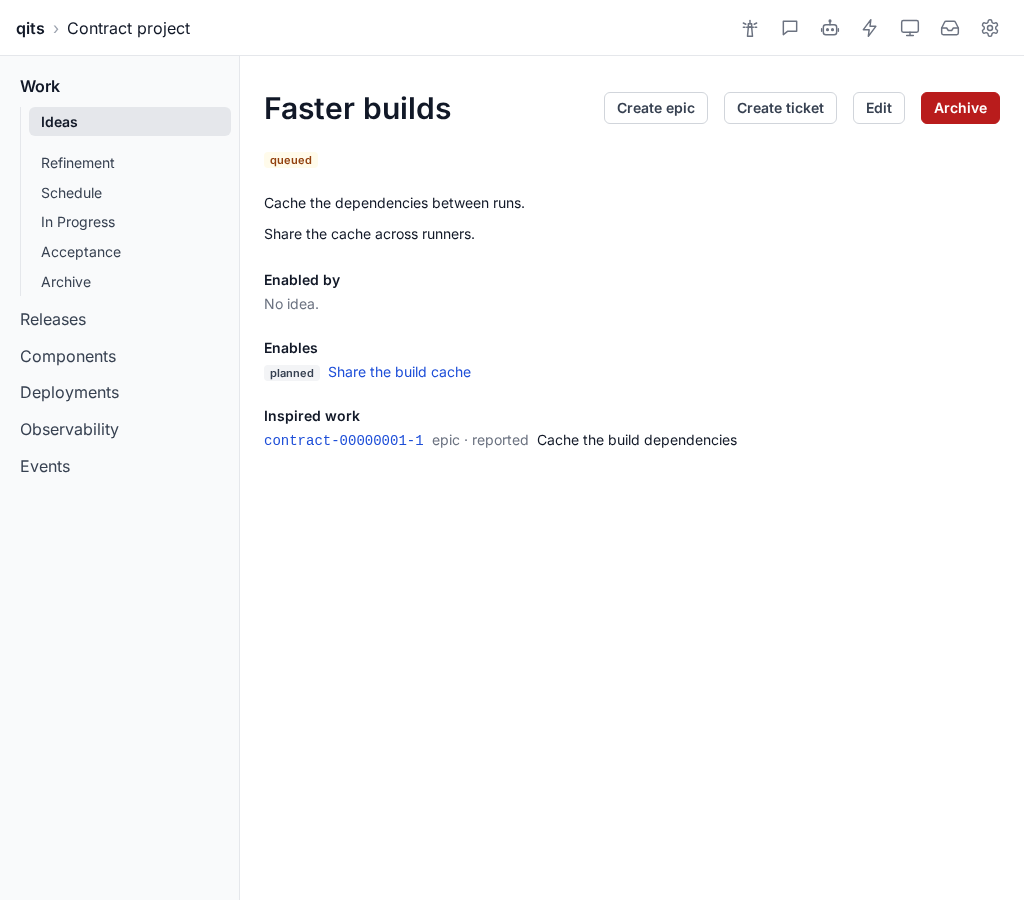 qits › Contract project
Work
Ideas
Refinement
Schedule
In Progress
Acceptance
Archive
Releases
Components
Deployments
Observability
Events
Faster builds
Create epic
Create ticket
Edit
Archive
queued
Cache the dependencies between runs.
Share the cache across runners.
Enabled by
No idea.
Enables
planned Share the build cache
Inspired work
contract-00000001-1 epic · reported Cache the build dependencies